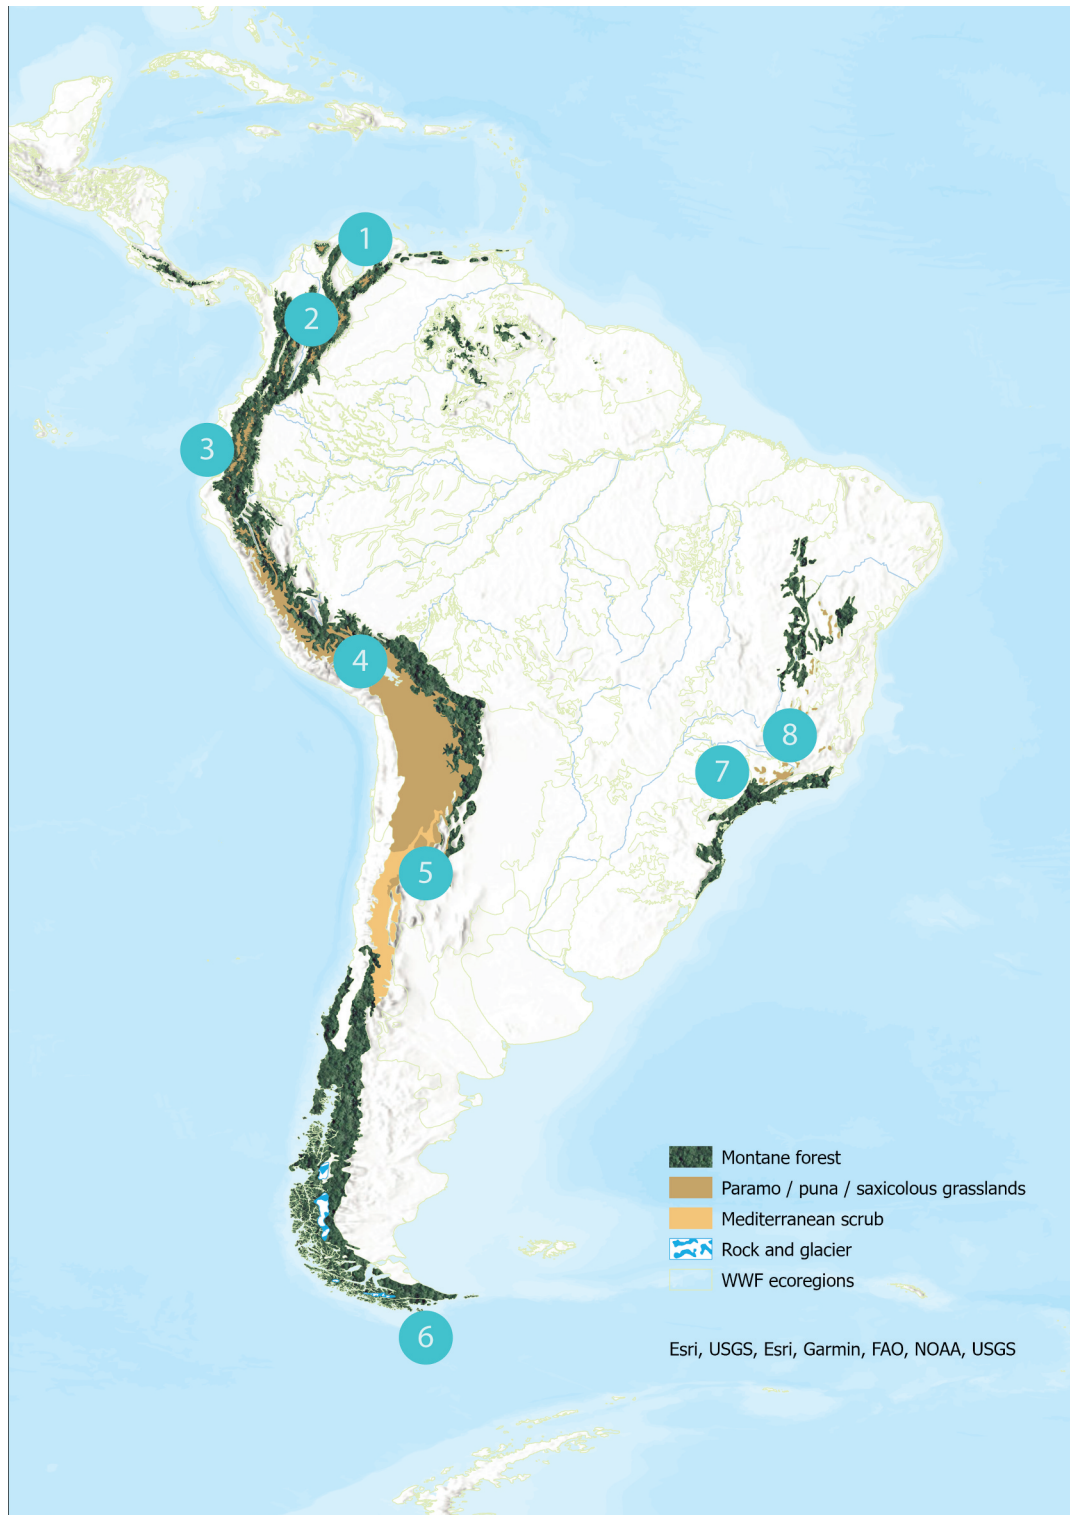 1
2
3
4
5
6
7
8
Montane forest
Paramo / puna / saxicolous grasslands
Mediterranean scrub
Rock and glacier
WWF ecoregions
Esri, USGS, Esri, Garmin, FAO, NOAA, USGS